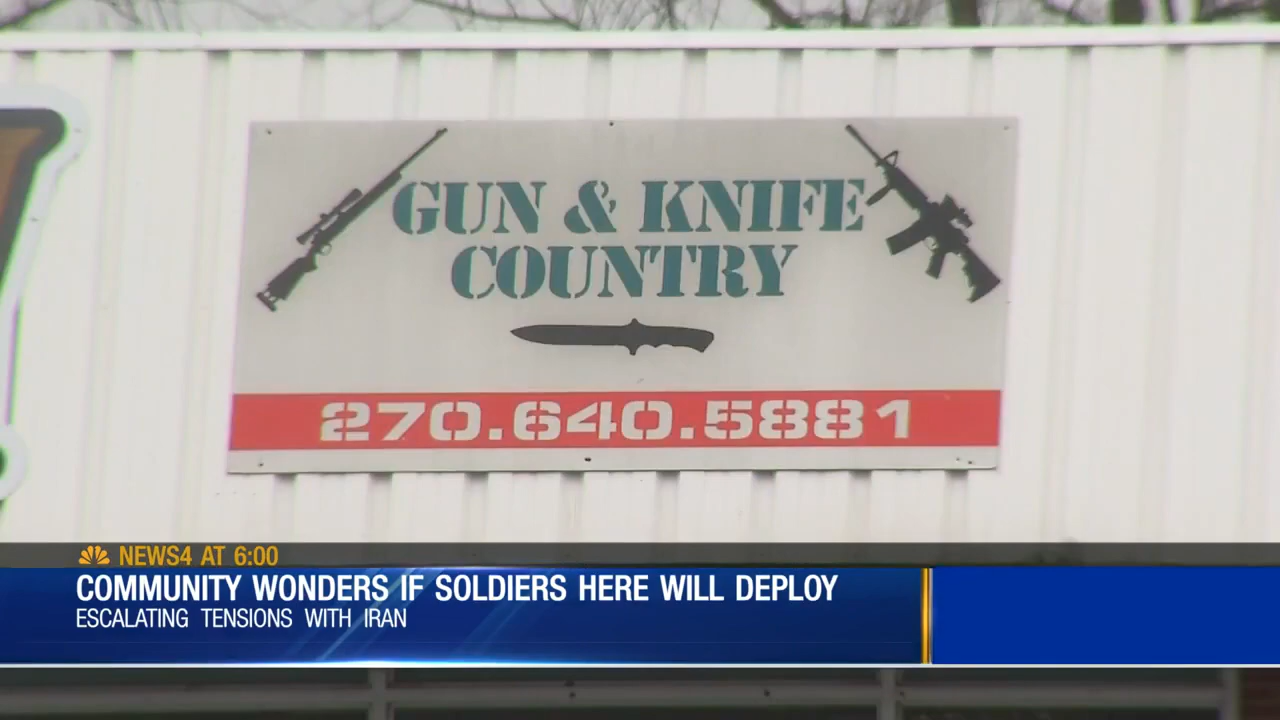 GUN & KNIFE
COUNTRY
270.640.5881
NEWS4 AT 6:00
COMMUNITY WONDERS IF SOLDIERS HERE WILL DEPLOY
ESCALATING TENSIONS WITH IRAN